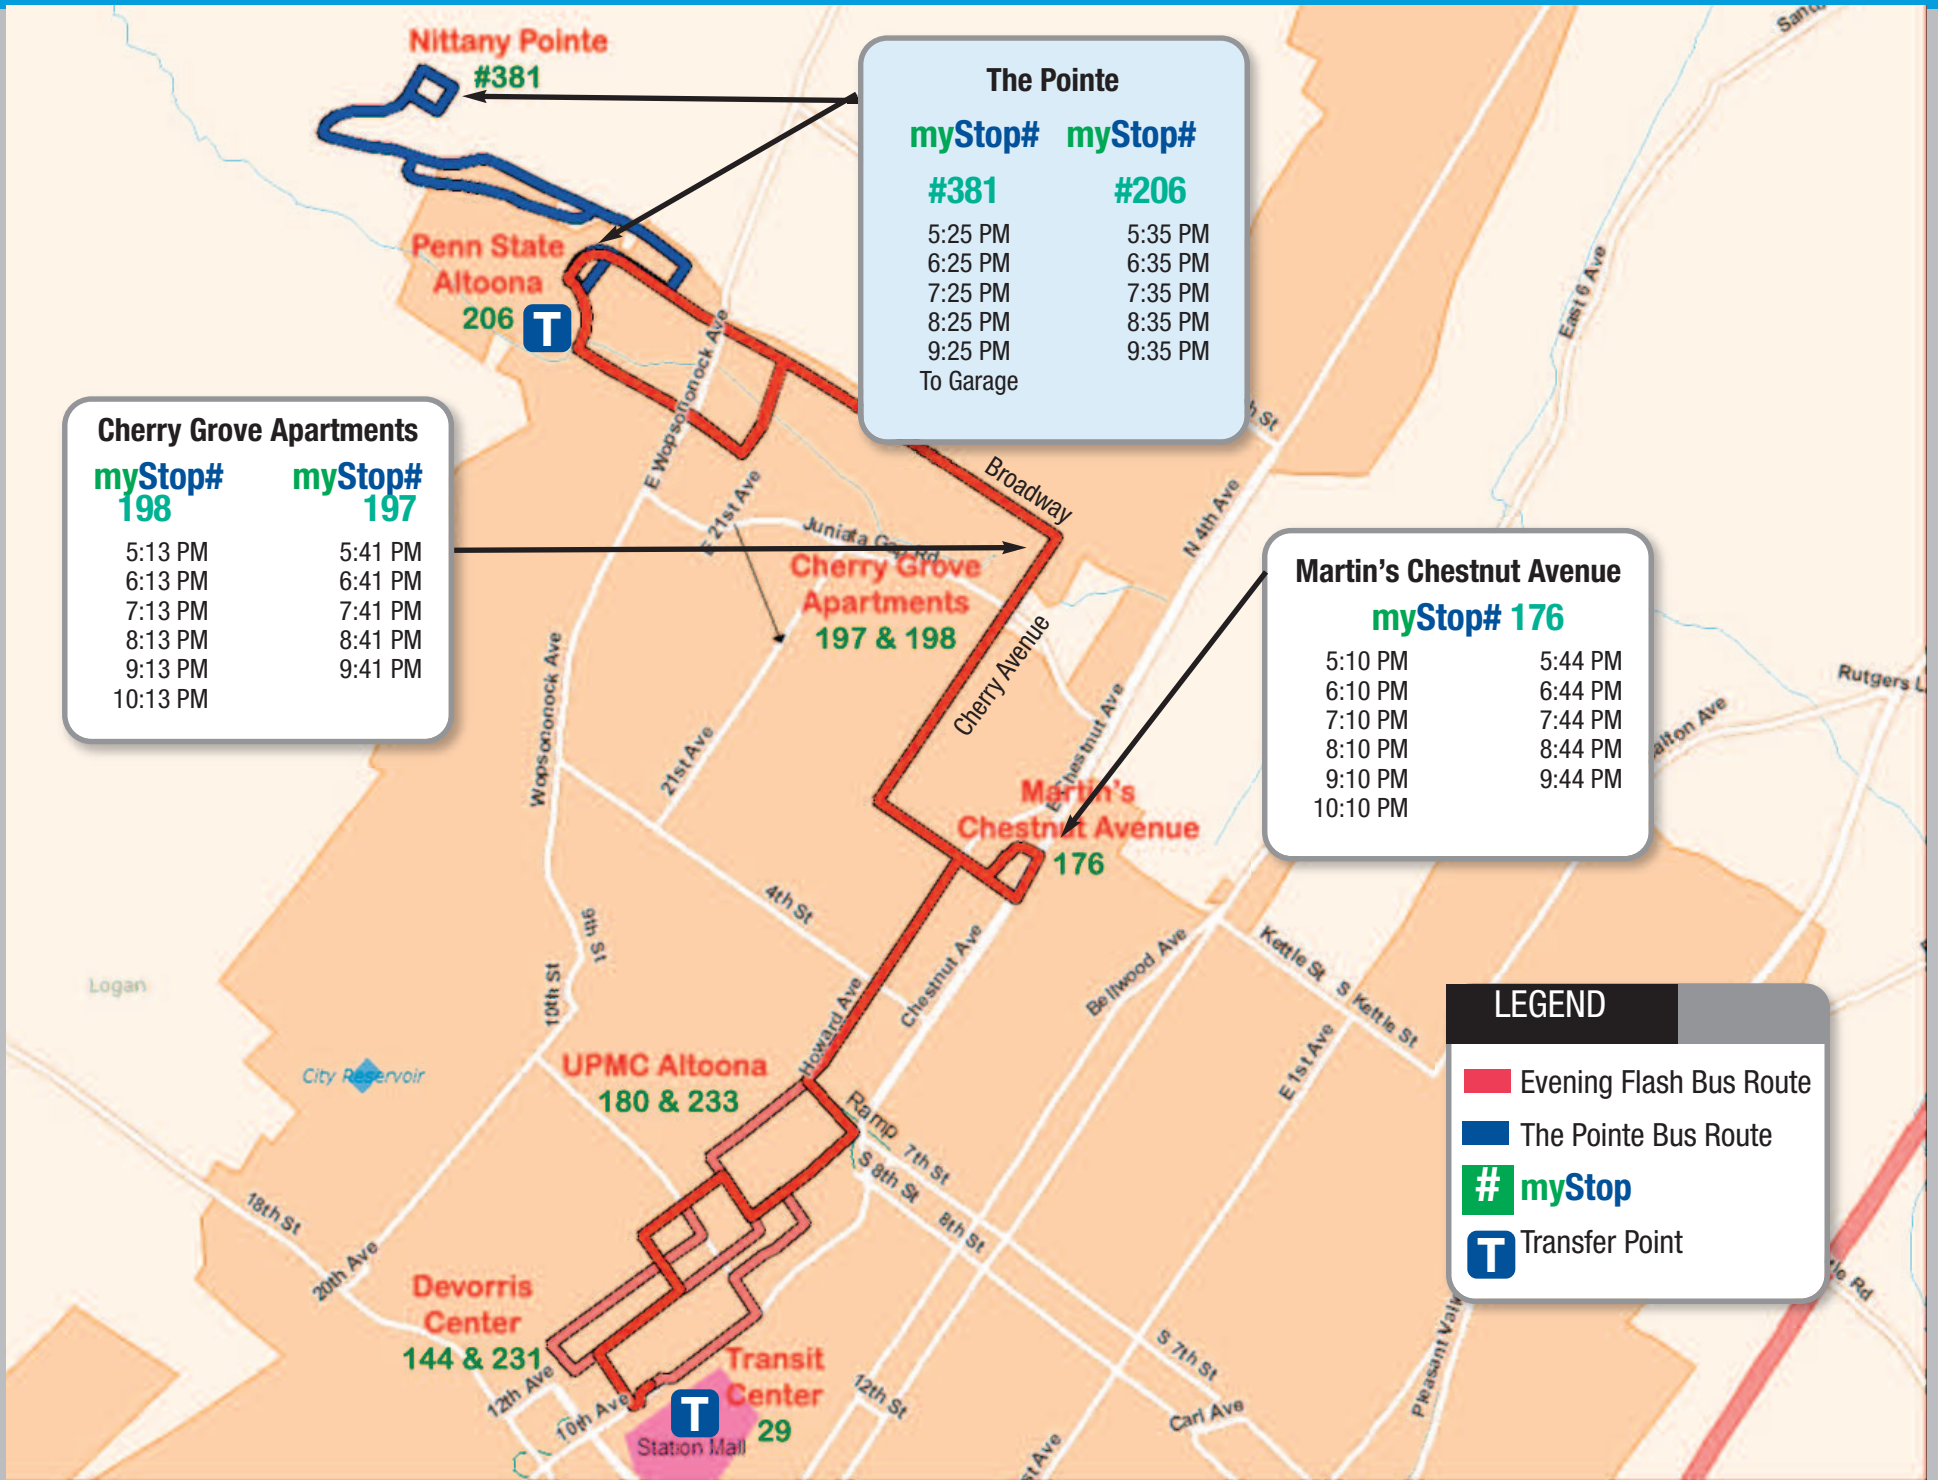 Nittany Pointe
#381
The Pointe
myStop# myStop#
#381 #206
5:25 PM 5:35 PM
6:25 PM 6:35 PM
7:25 PM 7:35 PM
8:25 PM 8:35 PM
9:25 PM 9:35 PM
To Garage
Penn State
Altoona
206 T
E Wopsononock Ave
Cherry Grove Apartments
myStop# myStop#
198 197
5:13 PM 5:41 PM
6:13 PM 6:41 PM
7:13 PM 7:41 PM
8:13 PM 8:41 PM
9:13 PM 9:41 PM
10:13 PM
Broadway
E 21st Ave
Juniata Gap Rd
Cherry Grove
Apartments
197 & 198
Cherry Avenue
N 4th Ave
East 6 Ave
St
Martin's Chestnut Avenue
myStop# 176
5:10 PM 5:44 PM
6:10 PM 6:44 PM
7:10 PM 7:44 PM
8:10 PM 8:44 PM
9:10 PM 9:44 PM
10:10 PM
Rutgers L
Wopsononock Ave
21st Ave
E Chestnut Ave
Martin's
Chestnut Avenue
176
4th St
9th St
10th St
Howard Ave
Chestnut Ave
Bellwood Ave
Kettle St
S Kettle St
E 1st Ave
Logan
City Reservoir
UPMC Altoona
180 & 233
Ramp
7th St
S 8th St
8th St
18th St
20th Ave
Devorris
Center
144 & 231
12th Ave
10th Ave
Transit
Center
29
T
Station Mall
12th St
S 7th St
Carl Ave
Pleasant Vall
LEGEND
Evening Flash Bus Route
The Pointe Bus Route
# myStop
T Transfer Point